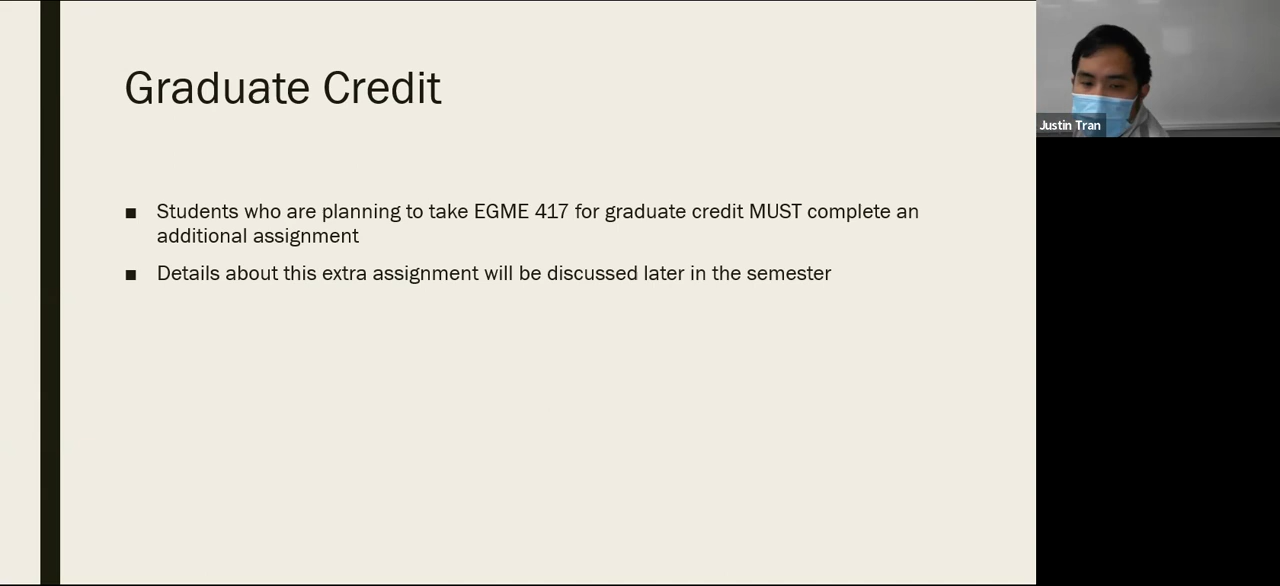 Graduate Credit
■ Students who are planning to take EGME 417 for graduate credit MUST complete an
additional assignment
■ Details about this extra assignment will be discussed later in the semester
Justin Tran